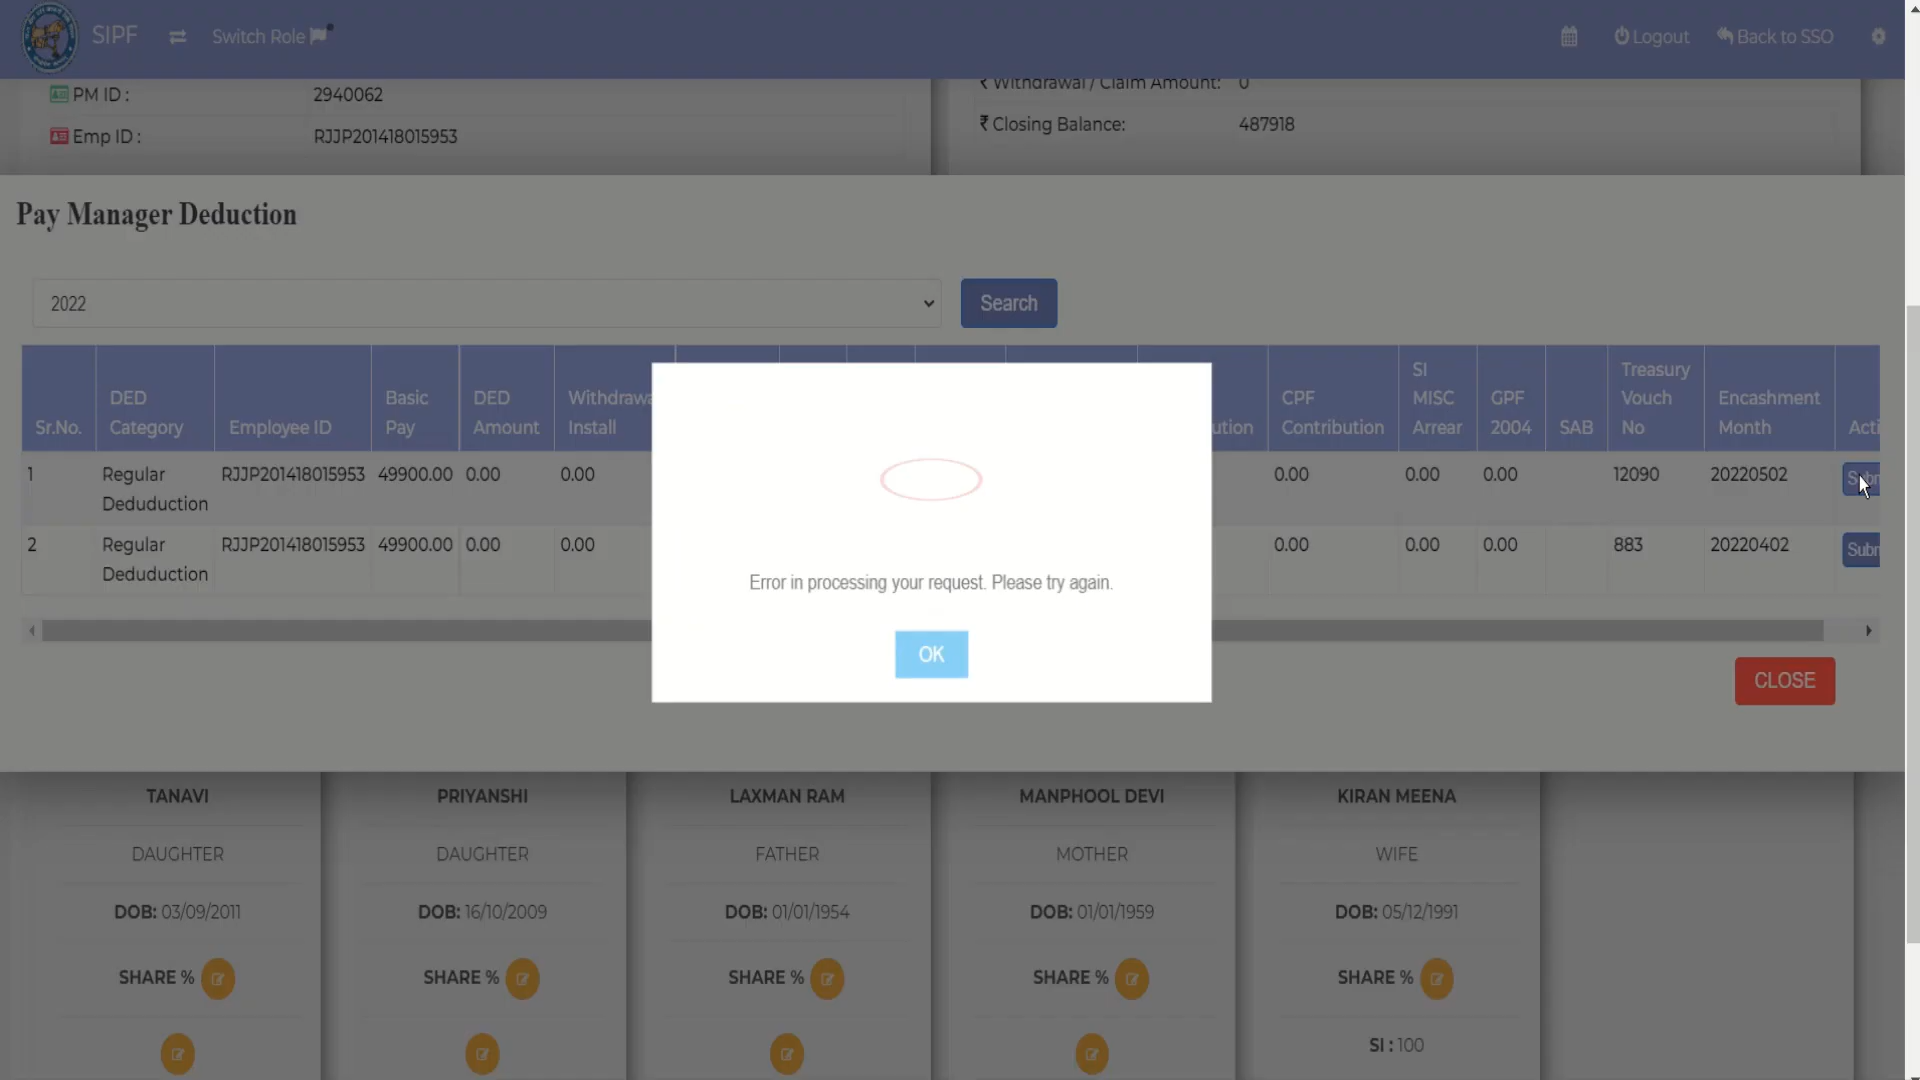 SIPF
Switch Role
Logout
Back to SSO
PM ID :
2940062
Emp ID :
RJJP201418015953
₹ Withdrawal / Claim Amount: 0
₹ Closing Balance: 487918
Pay Manager Deduction
2022
Search
Sr.No.
DED
Category
Employee ID
Basic
Pay
DED
Amount
Install
CPF
Contribution
SI
MISC
Arrear
GPF
2004
SAB
Treasury
Vouch
No
Encashment
Month
1
Regular
Deduduction
RJJP201418015953
49900.00
0.00
0.00
0.00
0.00
0.00
12090
20220502
2
Regular
Deduduction
RJJP201418015953
49900.00
0.00
0.00
0.00
0.00
0.00
883
20220402
Error in processing your request. Please try again.
OK
CLOSE
TANAVI
DAUGHTER
DOB: 03/09/2011
SHARE %
PRIYANSHI
DAUGHTER
DOB: 16/10/2009
SHARE %
LAXMAN RAM
FATHER
DOB: 01/01/1954
SHARE %
MANPHOOL DEVI
MOTHER
DOB: 01/01/1959
SHARE %
KIRAN MEENA
WIFE
DOB: 05/12/1991
SHARE %
SI : 100